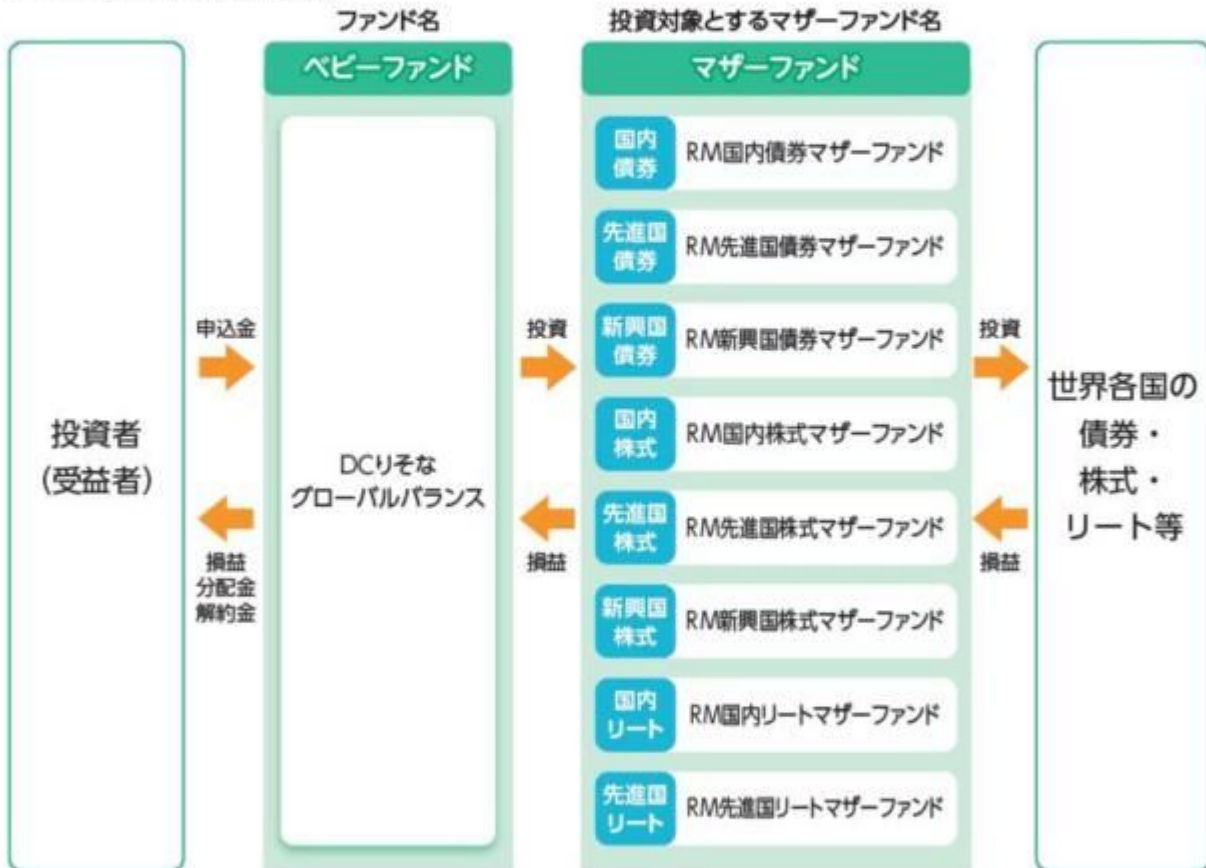 ファンド名
投資対象とするマザーファンド名
ベビーファンド
マザーファンド
投資者
(受益者)
申込金
損益
分配金
解約金
DCりそな
グローバルバランス
投資
損益
国内
債券
RM国内債券マザーファンド
先進国
債券
RM先進国債券マザーファンド
新興国
債券
RM新興国債券マザーファンド
国内
株式
RM国内株式マザーファンド
先進国
株式
RM先進国株式マザーファンド
新興国
株式
RM新興国株式マザーファンド
国内
リート
RM国内リートマザーファンド
先進国
リート
RM先進国リートマザーファンド
投資
損益
世界各国の
債券・
株式・
リート等